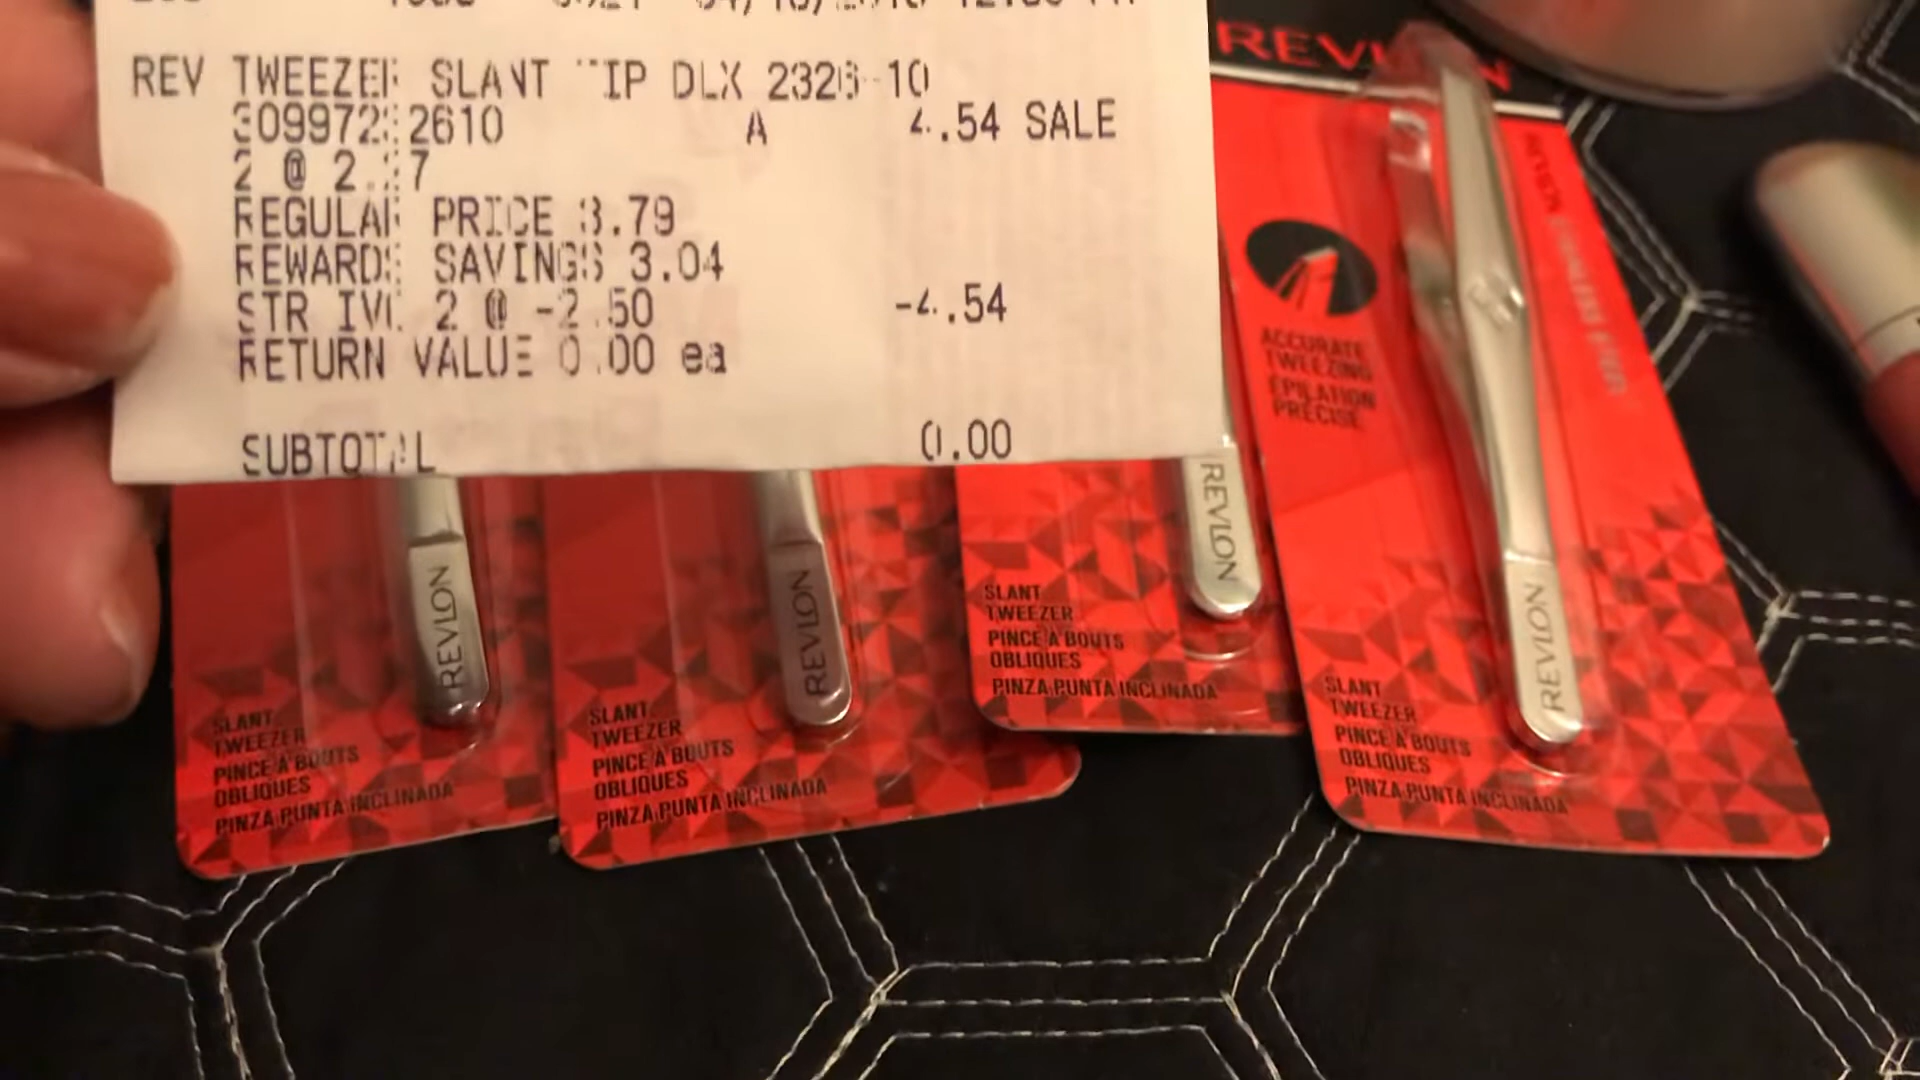 REV TWEEZER SLANT TIP DLX 2326-10
309972 2610 A 4.54 SALE
2 @ 2.27
REGULAR PRICE 3.79
REWARDS SAVINGS 3.04
STR 2 @ -2.50 -4.54
RETURN VALUE 0.00 ea
SUBTOTAL 0.00
REVLON
ACCURATE
TWEEZING
ÉPILATION
PRÉCISE
REVLON
SLANT
TWEEZER
PINCE À BOUTS
OBLIQUES
PINZA PUNTA INCLINADA
REVLON
SLANT
TWEEZER
PINCE À BOUTS
OBLIQUES
PINZA PUNTA INCLINADA
REVLON
SLANT
TWEEZER
PINCE À BOUTS
OBLIQUES
PINZA PUNTA INCLINADA
REVLON
SLANT
TWEEZER
PINCE À BOUTS
OBLIQUES
PINZA PUNTA INCLINADA